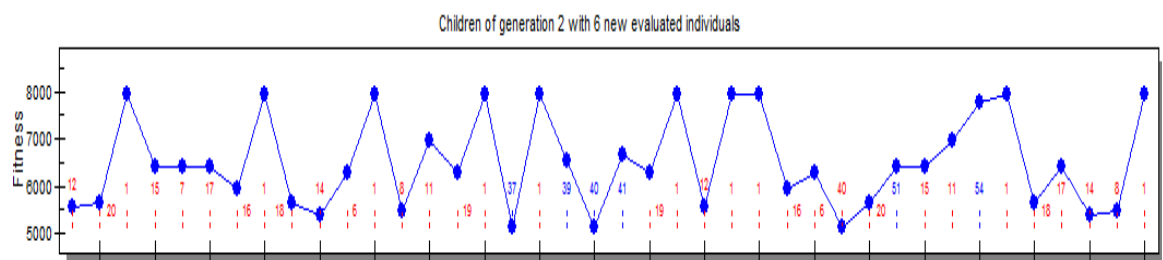 Children of generation 2 with 6 new evaluated individuals
Fitness
8000
7000
6000
5000
12 1 15 7 17 1 14 1 8 11 1 37 1 39 40 41 1 12 1 1 40 51 15 11 54 1 17 14 8 1
20 16 18 6 19 19 16 6 20 18